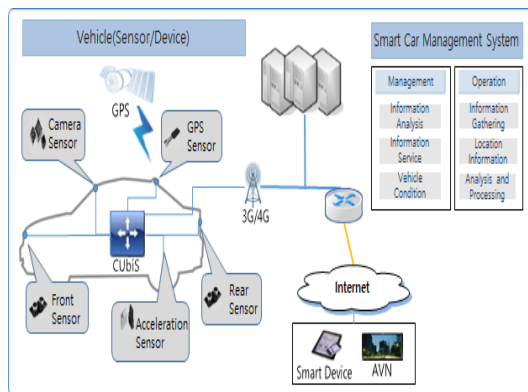 Vehicle(Sensor/Device)
Smart Car Management System
GPS
Camera
Sensor
GPS
Sensor
Management
Operation
Information
Analysis
Information
Gathering
Information
Service
Location
Information
Vehicle
Condition
Analysis and
Processing
3G/4G
CUbiS
Front
Sensor
Acceleration
Sensor
Rear
Sensor
Internet
Smart Device
AVN